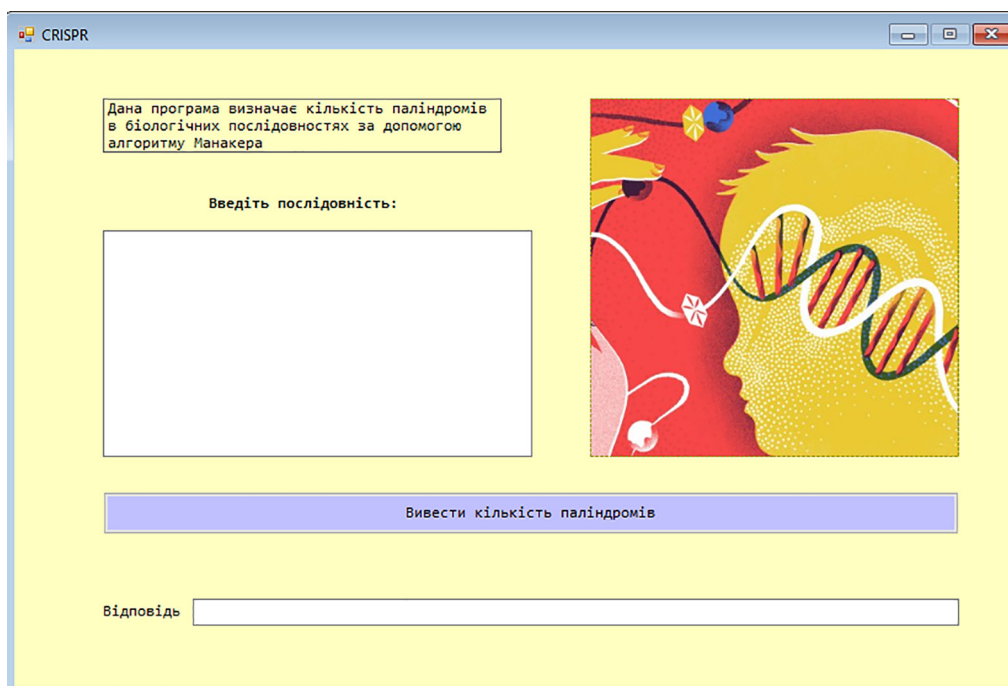 CRISPR
Дана програма визначає кількість паліндромів
в біологічних послідовностях за допомогою
алгоритму Манакера
Введіть послідовність:
Вивести кількість паліндромів
Відповідь